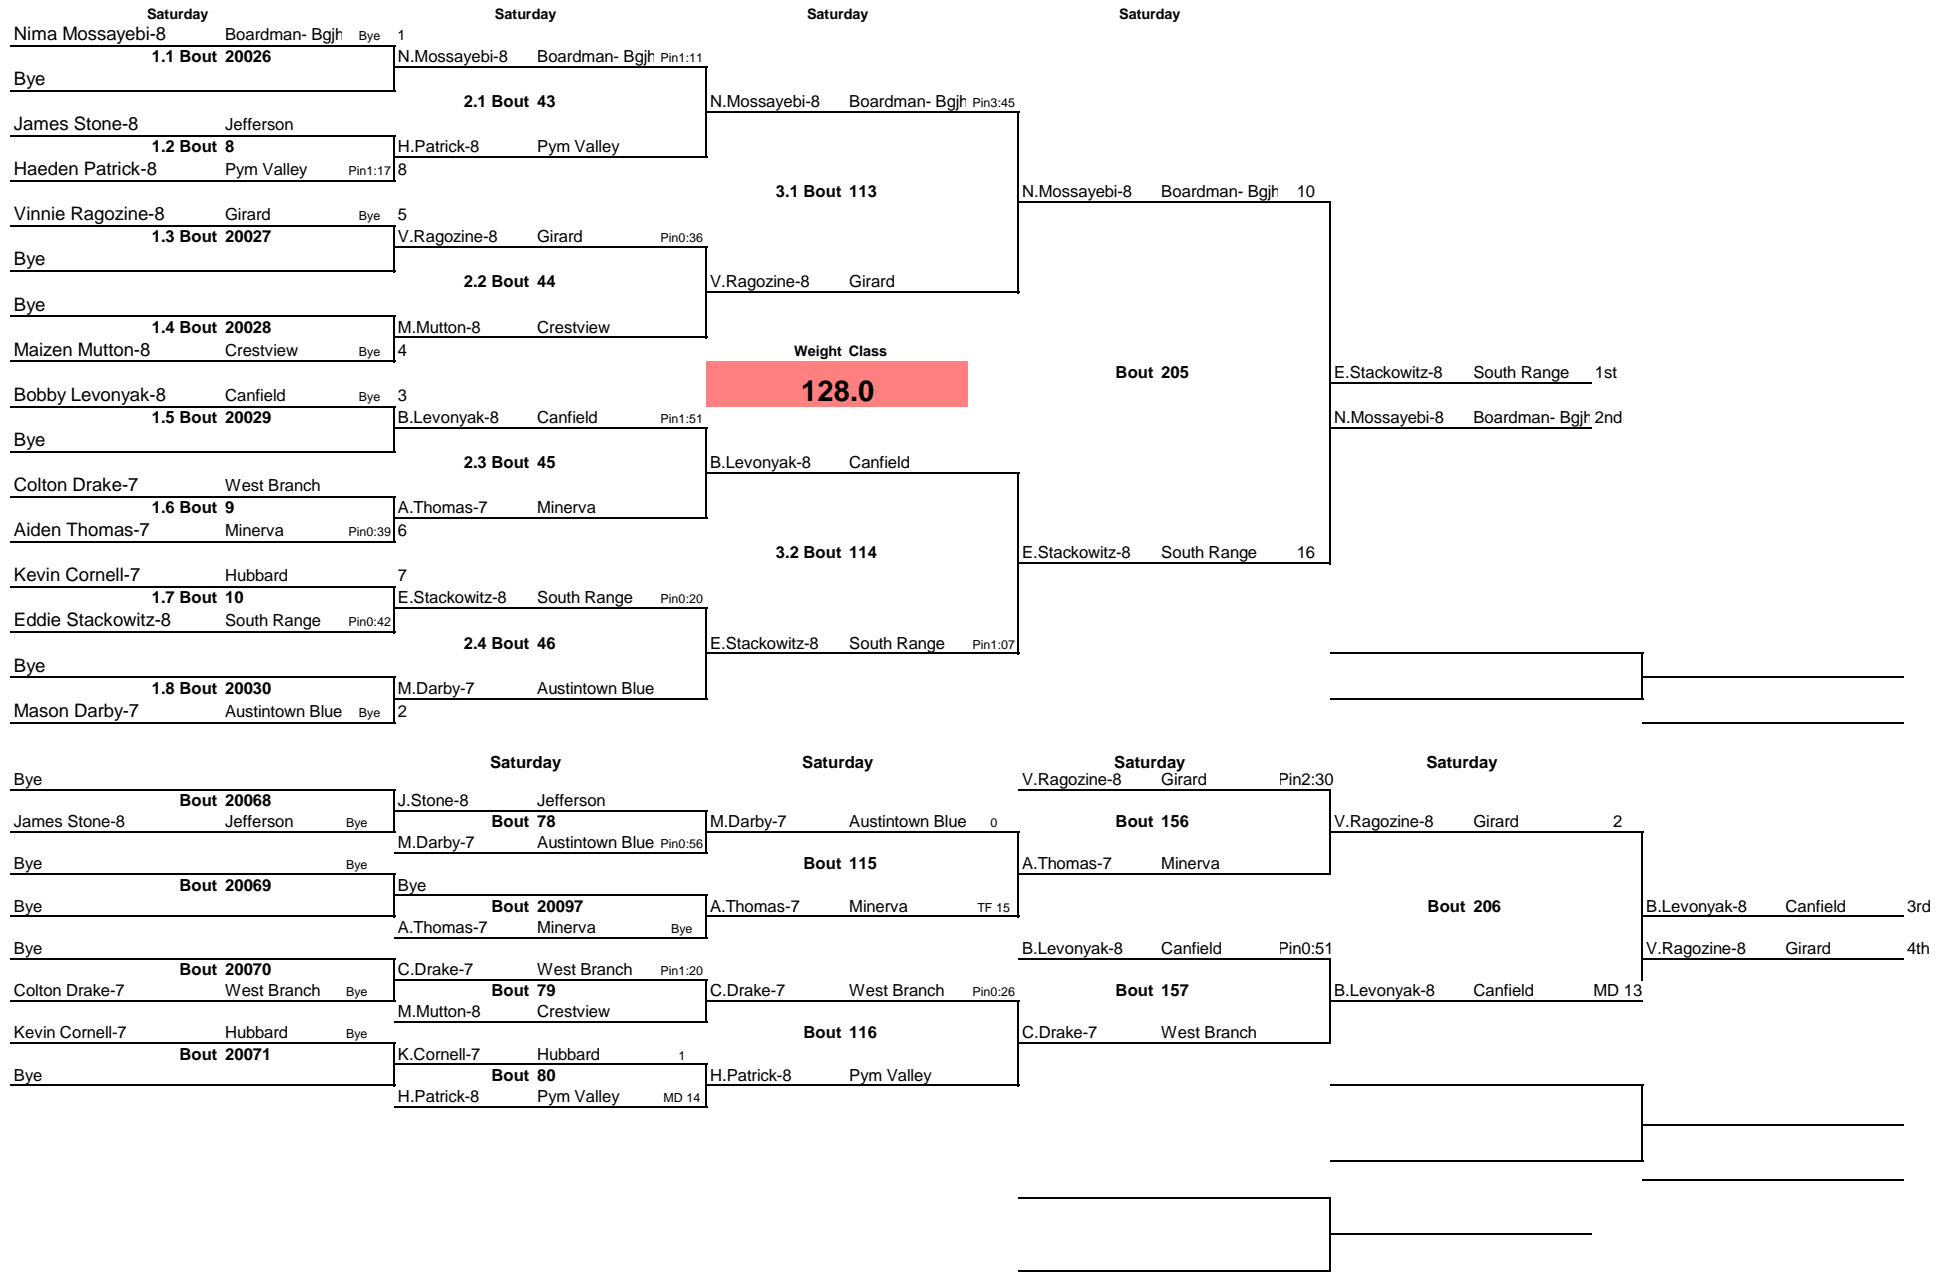 Saturday Saturday Saturday Saturday
Nima Mossayebi-8 Boardman- Bgjh Bye 1
1.1 Bout 20026 N.Mossayebi-8 Boardman- Bgjh Pin1:11
Bye
2.1 Bout 43 N.Mossayebi-8 Boardman- Bgjh Pin3:45
James Stone-8 Jefferson
1.2 Bout 8 H.Patrick-8 Pym Valley
Haeden Patrick-8 Pym Valley Pin1:17 8
3.1 Bout 113 N.Mossayebi-8 Boardman- Bgjh 10
Vinnie Ragozine-8 Girard Bye 5
1.3 Bout 20027 V.Ragozine-8 Girard Pin0:36
Bye
2.2 Bout 44 V.Ragozine-8 Girard
Bye
1.4 Bout 20028 M.Mutton-8 Crestview
Maizen Mutton-8 Crestview Bye 4 Weight Class
Bout 205 E.Stackowitz-8 South Range 1st
Bobby Levonyak-8 Canfield Bye 3 128.0
1.5 Bout 20029 B.Levonyak-8 Canfield Pin1:51 N.Mossayebi-8 Boardman- Bgjh 2nd
Bye
2.3 Bout 45 B.Levonyak-8 Canfield
Colton Drake-7 West Branch
1.6 Bout 9 A.Thomas-7 Minerva
Aiden Thomas-7 Minerva Pin0:39 6
3.2 Bout 114 E.Stackowitz-8 South Range 16
Kevin Cornell-7 Hubbard 7
1.7 Bout 10 E.Stackowitz-8 South Range Pin0:20
Eddie Stackowitz-8 South Range Pin0:42
2.4 Bout 46 E.Stackowitz-8 South Range Pin1:07
Bye
1.8 Bout 20030 M.Darby-7 Austintown Blue
Mason Darby-7 Austintown Blue Bye 2
Saturday Saturday Saturday Saturday
Bye V.Ragozine-8 Girard Pin2:30
Bout 20068 J.Stone-8 Jefferson
James Stone-8 Jefferson Bye Bout 78 M.Darby-7 Austintown Blue 0 Bout 156 V.Ragozine-8 Girard 2
M.Darby-7 Austintown Blue Pin0:56
Bye Bye Bout 115 A.Thomas-7 Minerva
Bout 20069 Bye
Bye Bout 20097 A.Thomas-7 Minerva TF 15 Bout 206 B.Levonyak-8 Canfield 3rd
A.Thomas-7 Minerva Bye
Bye B.Levonyak-8 Canfield Pin0:51 V.Ragozine-8 Girard 4th
Bout 20070 C.Drake-7 West Branch Pin1:20
Colton Drake-7 West Branch Bye Bout 79 C.Drake-7 West Branch Pin0:26 Bout 157 B.Levonyak-8 Canfield MD 13
M.Mutton-8 Crestview
Kevin Cornell-7 Hubbard Bye Bout 116 C.Drake-7 West Branch
Bout 20071 K.Cornell-7 Hubbard 1
Bye Bout 80 H.Patrick-8 Pym Valley
H.Patrick-8 Pym Valley MD 14